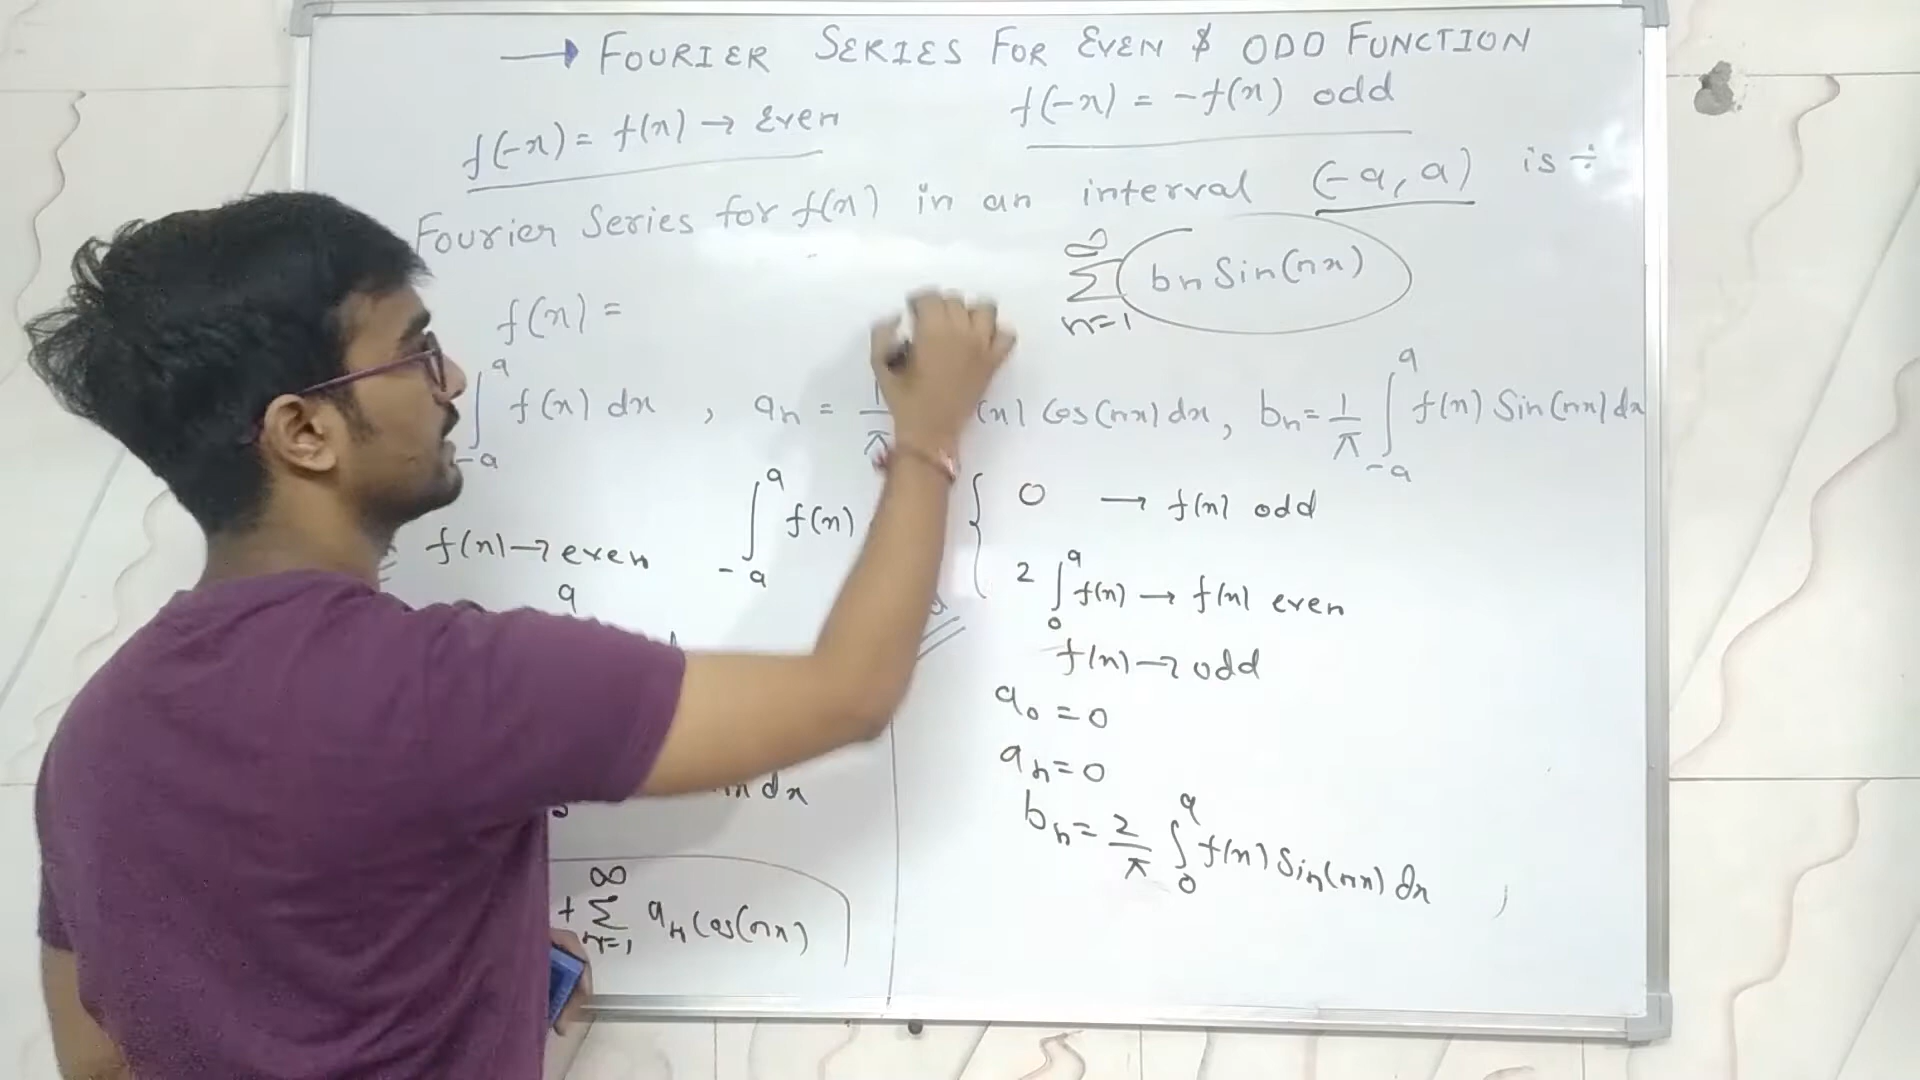 → FOURIER SERIES FOR EVEN & ODD FUNCTION
f(-x) = f(x) → Even
f(-x) = -f(x) odd
Fourier Series for f(x) in an interval (-a, a) is ÷
f(x) =
∞ Σ n=1 bn Sin(nx)
∫ -a a f(x) dx , an = 1/π (x) Cos(nx) dx, bn = 1/π ∫ -a a f(x) Sin(nx) dx
f(x) → even
∫ -a a f(x) { 0 → f(x) odd
2 ∫ 0 a f(x) → f(x) even
a
f(x) → odd
a0 = 0
an = 0
dx
bn = 2/π ∫ 0 a f(x) Sin(nx) dx ,
+ ∞ Σ n=1 an Cos(nx)